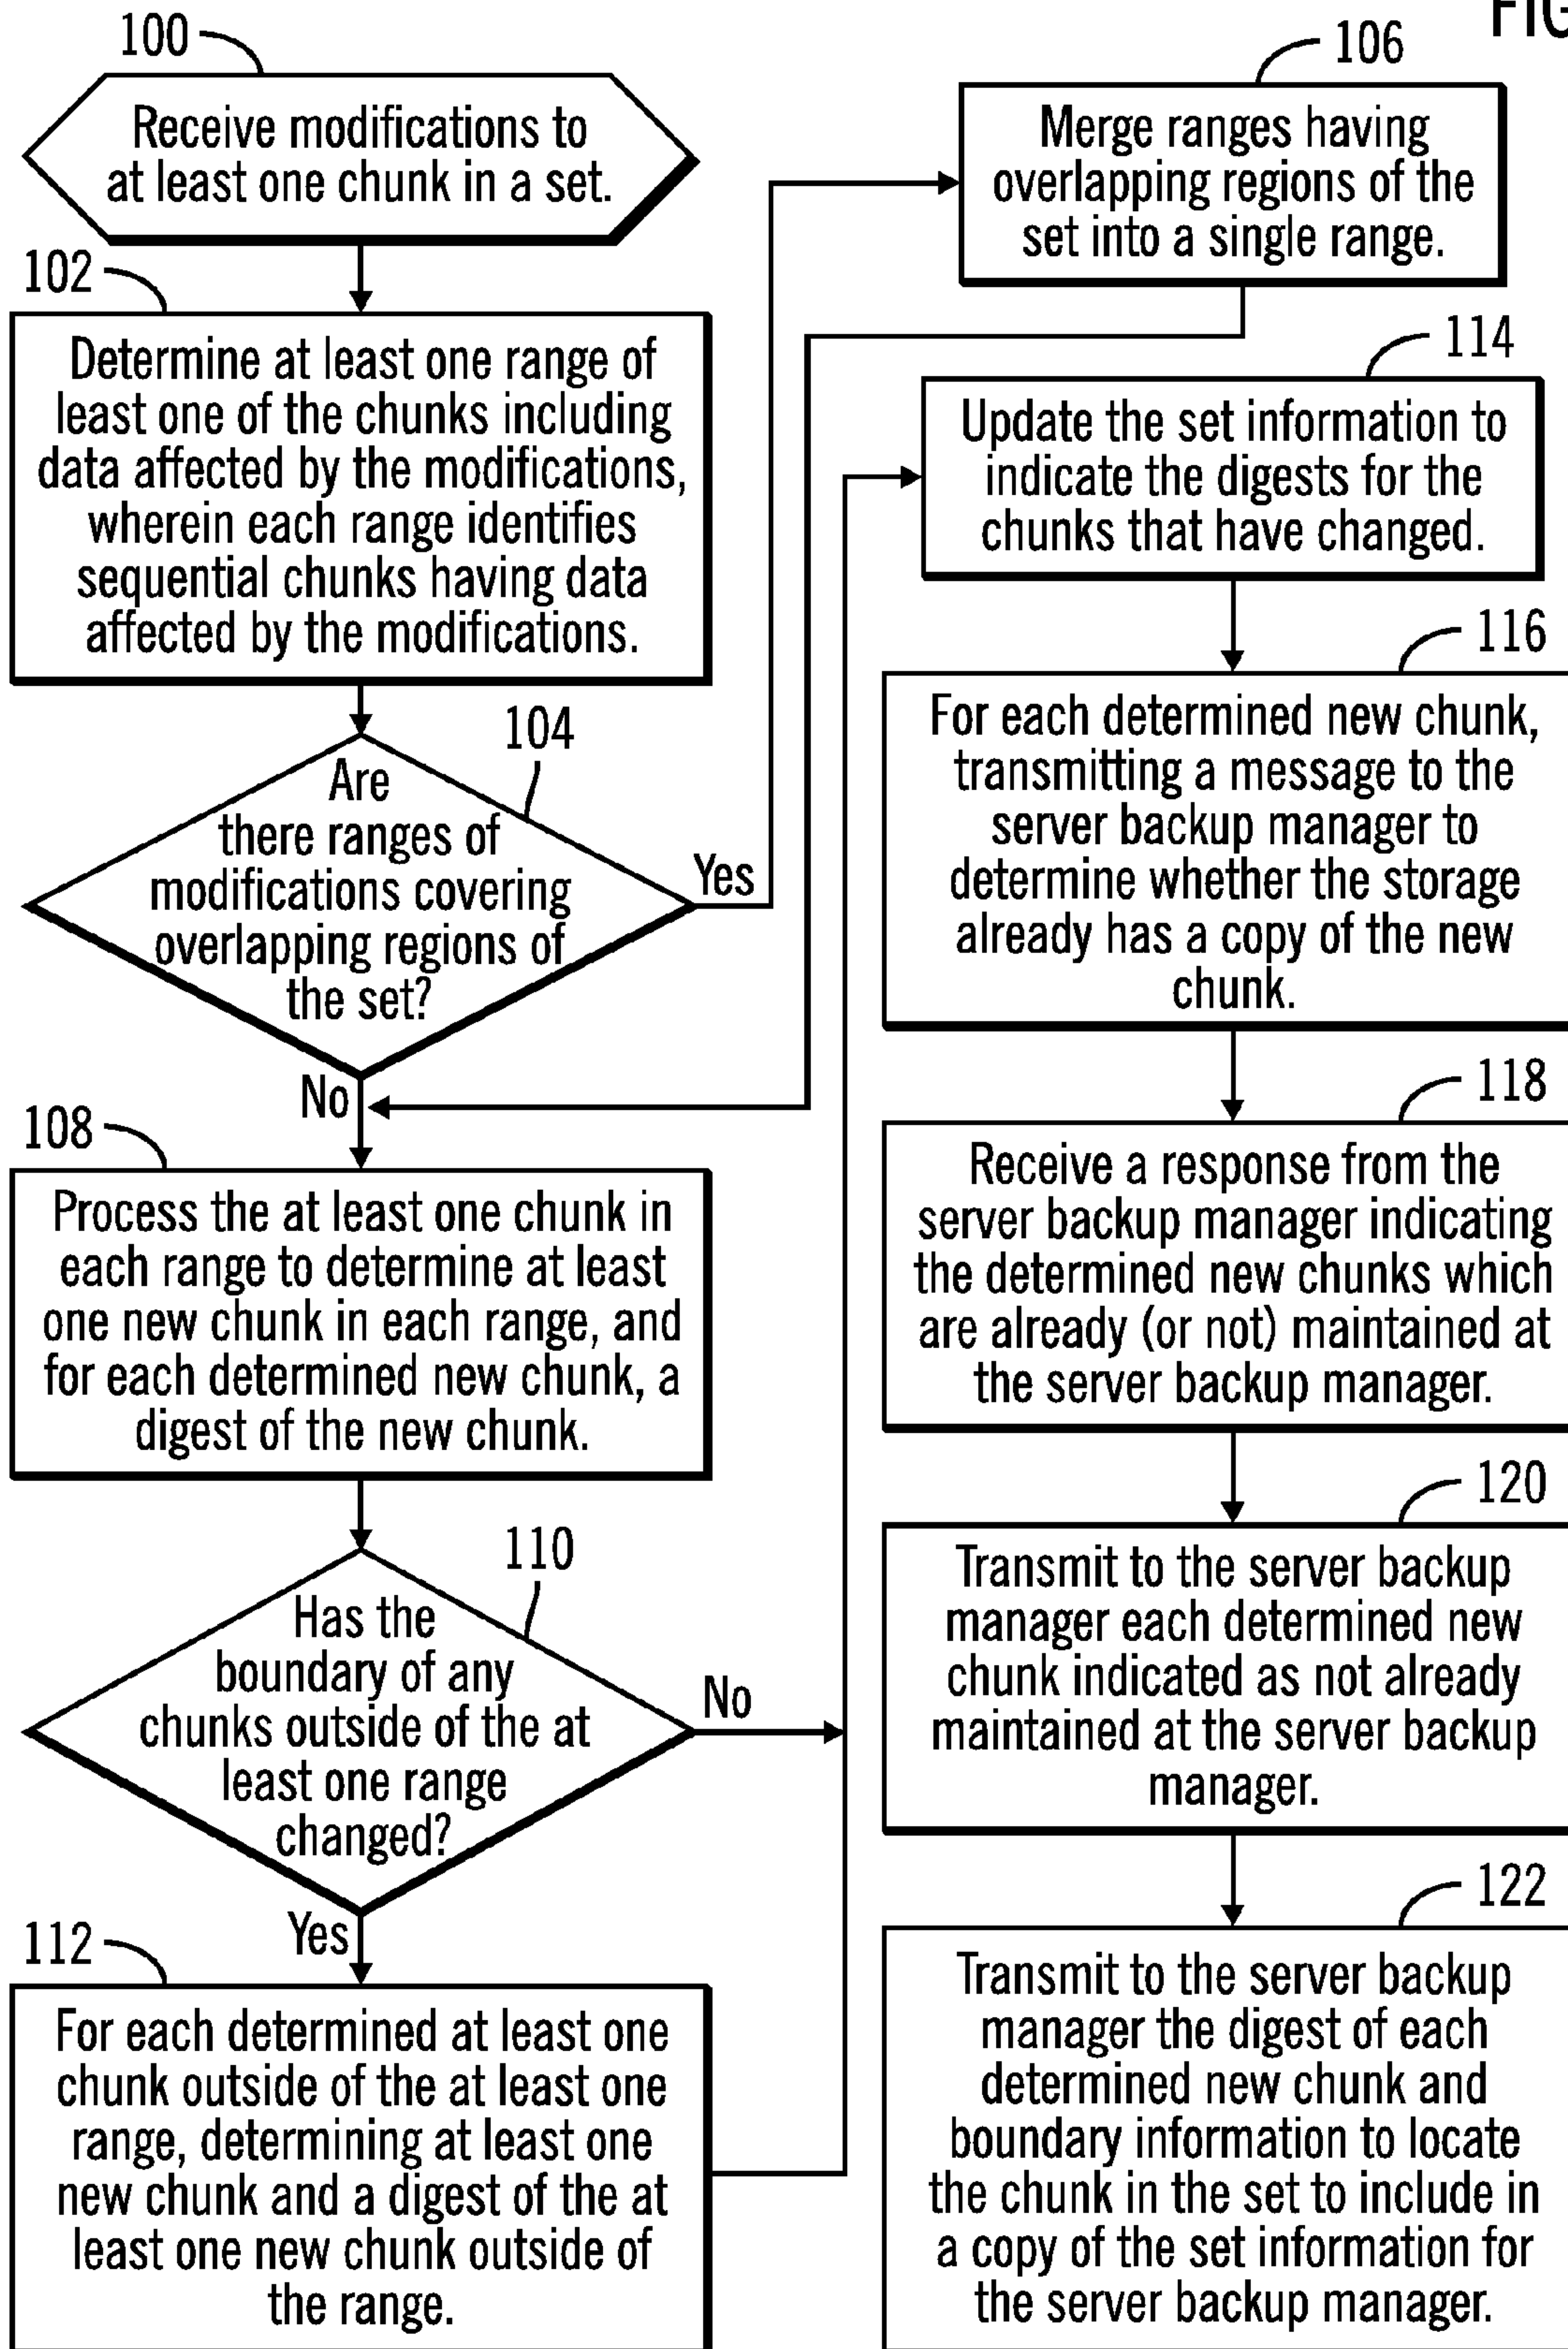 FIG
100
Receive modifications to
at least one chunk in a set.
102
Determine at least one range of
least one of the chunks including
data affected by the modifications,
wherein each range identifies
sequential chunks having data
affected by the modifications.
104
Are
there ranges of
modifications covering
overlapping regions of
the set?
Yes
No
106
Merge ranges having
overlapping regions of the
set into a single range.
108
Process the at least one chunk in
each range to determine at least
one new chunk in each range, and
for each determined new chunk, a
digest of the new chunk.
110
Has the
boundary of any
chunks outside of the at
least one range
changed?
No
Yes
112
For each determined at least one
chunk outside of the at least one
range, determining at least one
new chunk and a digest of the at
least one new chunk outside of
the range.
114
Update the set information to
indicate the digests for the
chunks that have changed.
116
For each determined new chunk,
transmitting a message to the
server backup manager to
determine whether the storage
already has a copy of the new
chunk.
118
Receive a response from the
server backup manager indicating
the determined new chunks which
are already (or not) maintained at
the server backup manager.
120
Transmit to the server backup
manager each determined new
chunk indicated as not already
maintained at the server backup
manager.
122
Transmit to the server backup
manager the digest of each
determined new chunk and
boundary information to locate
the chunk in the set to include in
a copy of the set information for
the server backup manager.